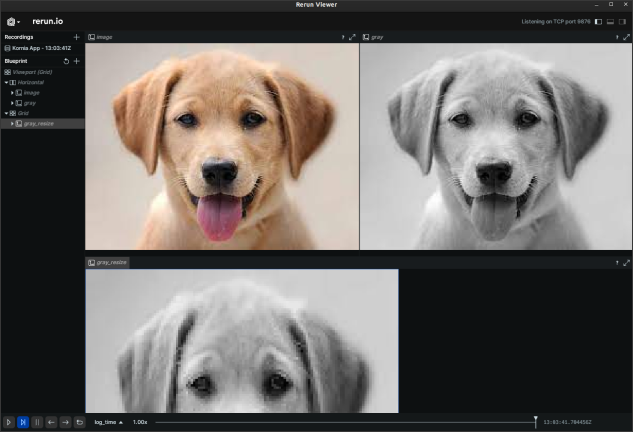 Rerun Viewer
rerun.io
Listening on TCP port 9876
Recordings
Kornia App - 13:03:41Z
Blueprint
Viewport (Grid)
Horizontal
image
gray
Grid
gray_resize
image
?
gray
?
gray_resize
?
log_time
1.00x
13:03:41.704456Z